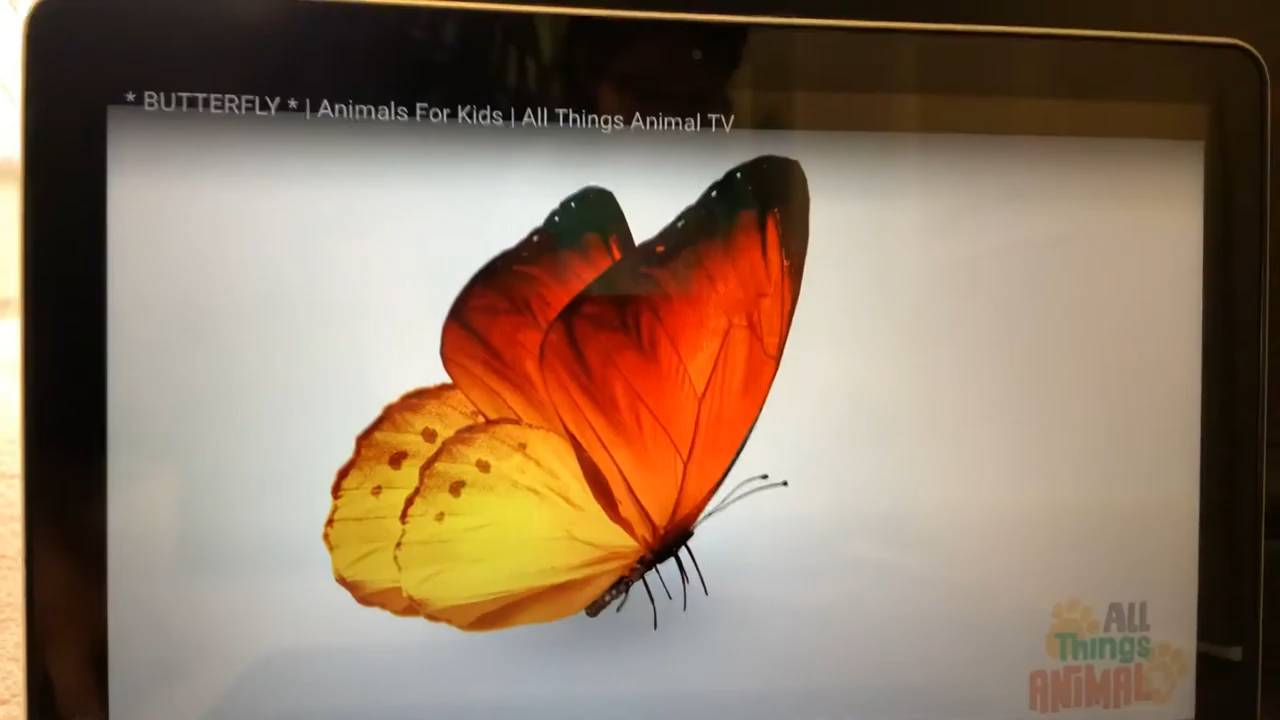 * BUTTERFLY * | Animals For Kids | All Things Animal TV
ALL
Things
ANIMAL